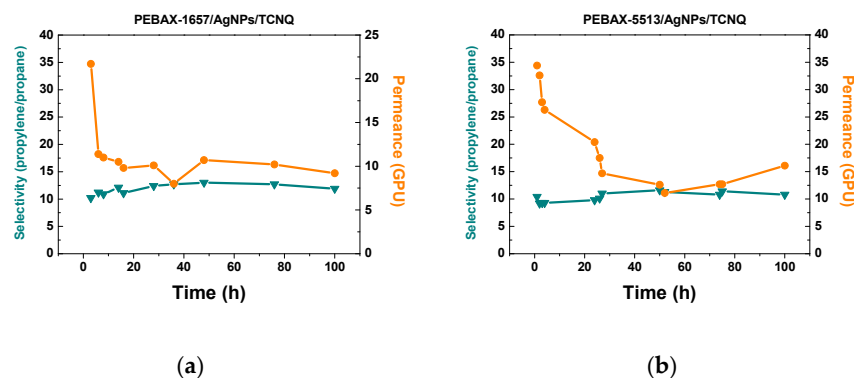 PEBAX-1657/AgNPs/TCNQ
Selectivity (propylene/propane)
40
35
30
25
20
15
10
5
0
25
20
15
10
5
0
Permeance (GPU)
0 20 40 60 80 100
Time (h)
(a)
PEBAX-5513/AgNPs/TCNQ
Selectivity (propylene/propane)
40
35
30
25
20
15
10
5
0
40
35
30
25
20
15
10
5
0
Permeance (GPU)
0 20 40 60 80 100
Time (h)
(b)